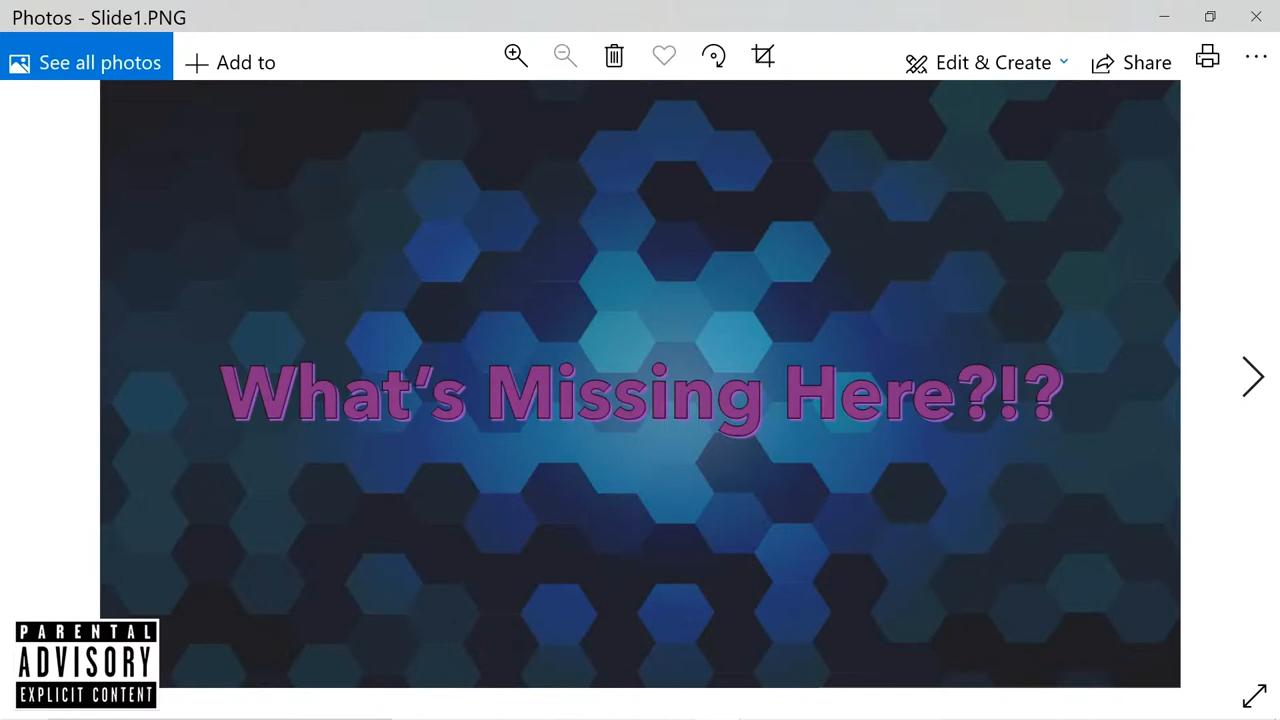 Photos - Slide1.PNG
See all photos
Add to
Edit & Create
Share
What's Missing Here?!?
PARENTAL
ADVISORY
EXPLICIT CONTENT